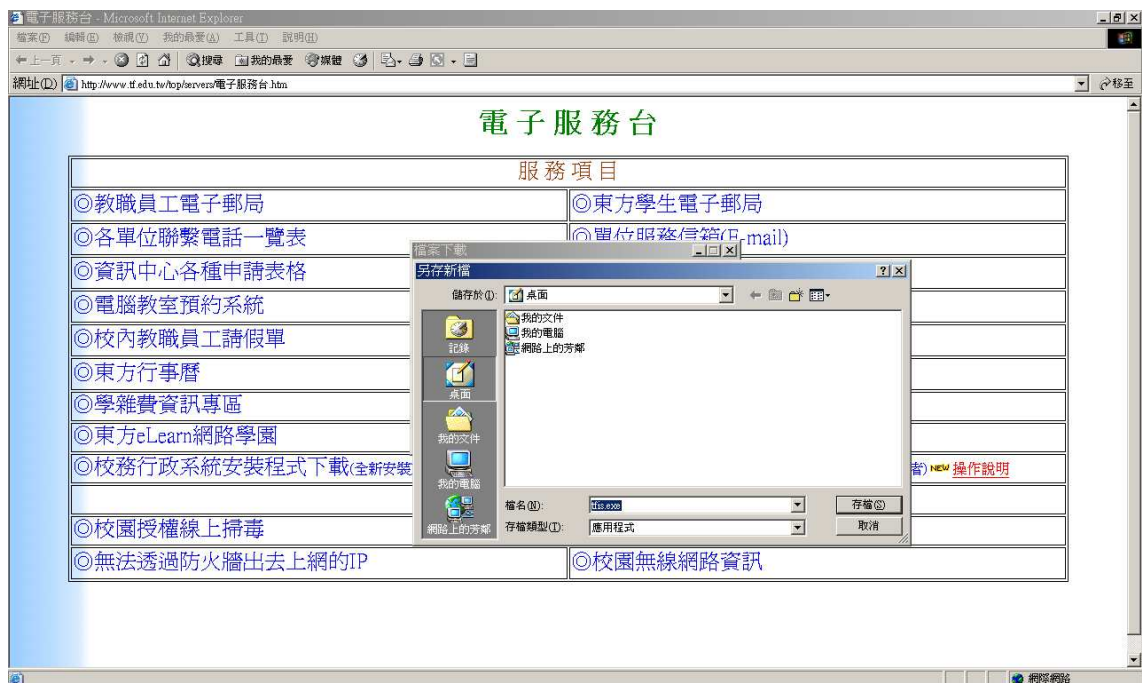 電子服務台 - Microsoft Internet Explorer
檔案(F) 編輯(E) 檢視(V) 我的最愛(A) 工具(T) 說明(H)
上一頁 搜尋 我的最愛 媒體
網址(D) http://www.tf.edu.tw/top/servers/電子服務台.htm 移至
電子服務台
服務項目
◎教職員工電子郵局 ◎東方學生電子郵局
◎各單位聯繫電話一覽表 ◎單位服務信箱(E-mail)
檔案下載
◎資訊中心各種申請表格
另存新檔
儲存於(I): 桌面
◎電腦教室預約系統
我的文件
我的電腦
網路上的芳鄰
記錄
◎校內教職員工請假單
◎東方行事曆
桌面
◎學雜費資訊專區
◎東方eLearn網路學園
我的文件
◎校務行政系統安裝程式下載(全新安裝 者) NEW 操作說明
我的電腦
檔名(N): tfis.exe 存檔(S)
◎校園授權線上掃毒
網路上的芳鄰 存檔類型(T): 應用程式 取消
◎無法透過防火牆出去上網的IP ◎校園無線網路資訊
網際網路